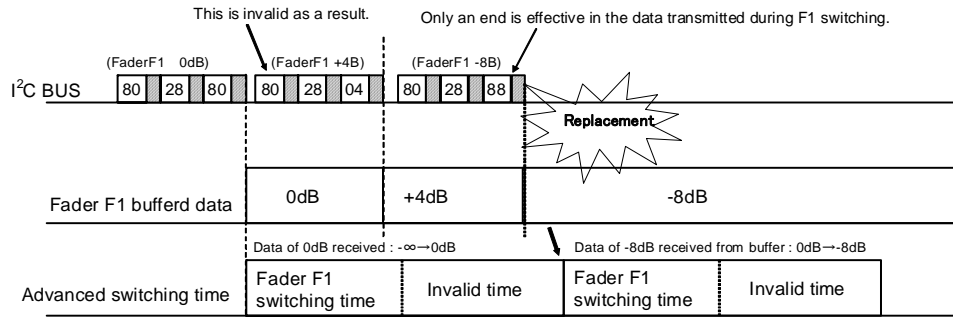 This is invalid as a result.
Only an end is effective in the data transmitted during F1 switching.
(FaderF1 0dB)
(FaderF1 +4B)
(FaderF1 -8B)
I²C BUS
80 28 80 80 28 04 80 28 88
Replacement
Fader F1 bufferd data
0dB
+4dB
-8dB
Data of 0dB received : -∞→0dB
Data of -8dB received from buffer : 0dB→-8dB
Advanced switching time
Fader F1
switching time
Invalid time
Fader F1
switching time
Invalid time